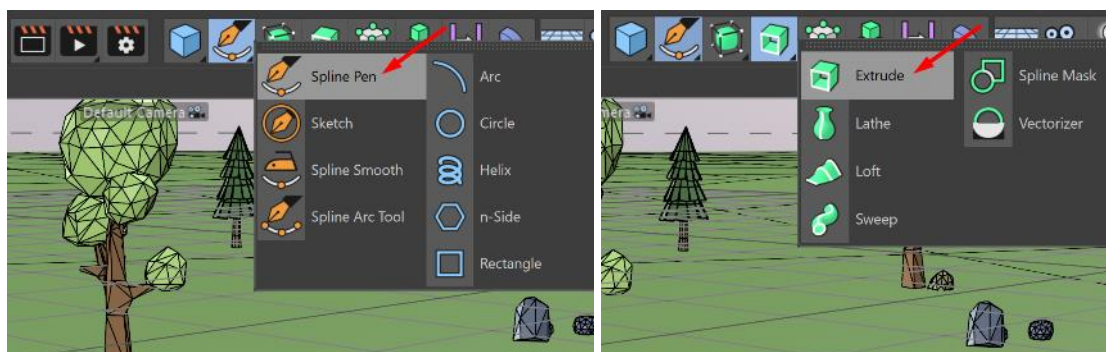 Spline Pen
Arc
Default Camera
Sketch
Circle
Spline Smooth
Helix
Spline Arc Tool
n-Side
Rectangle
Extrude
Spline Mask
mera
Lathe
Vectorizer
Loft
Sweep